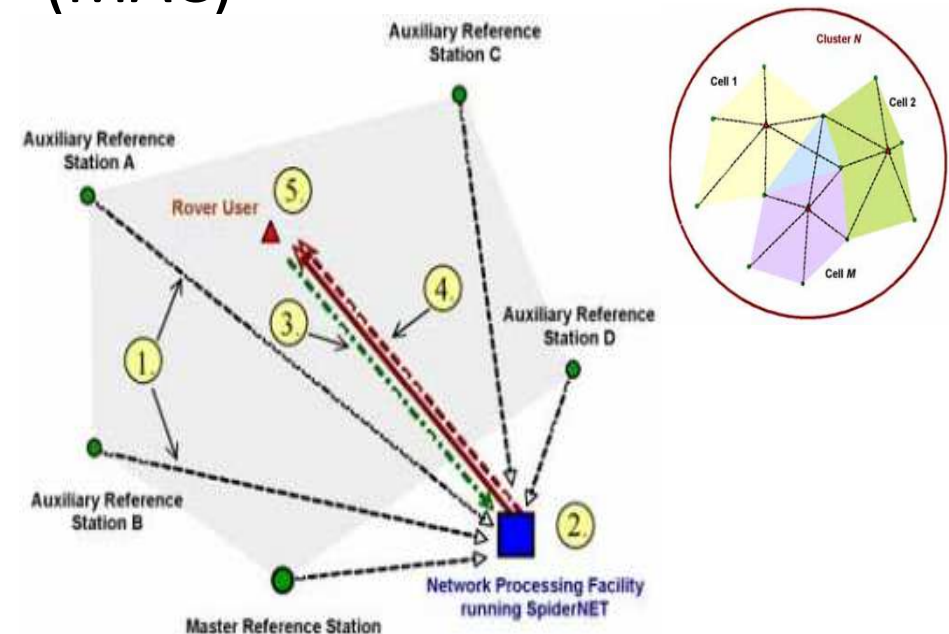 (MAC)
Auxiliary Reference
Station C
Auxiliary Reference
Station A
Rover User
5.
4.
3.
Auxiliary Reference
Station D
1.
Auxiliary Reference
Station B
2.
Network Processing Facility
running SpiderNET
Master Reference Station
Cluster N
Cell 1
Cell 2
Cell M